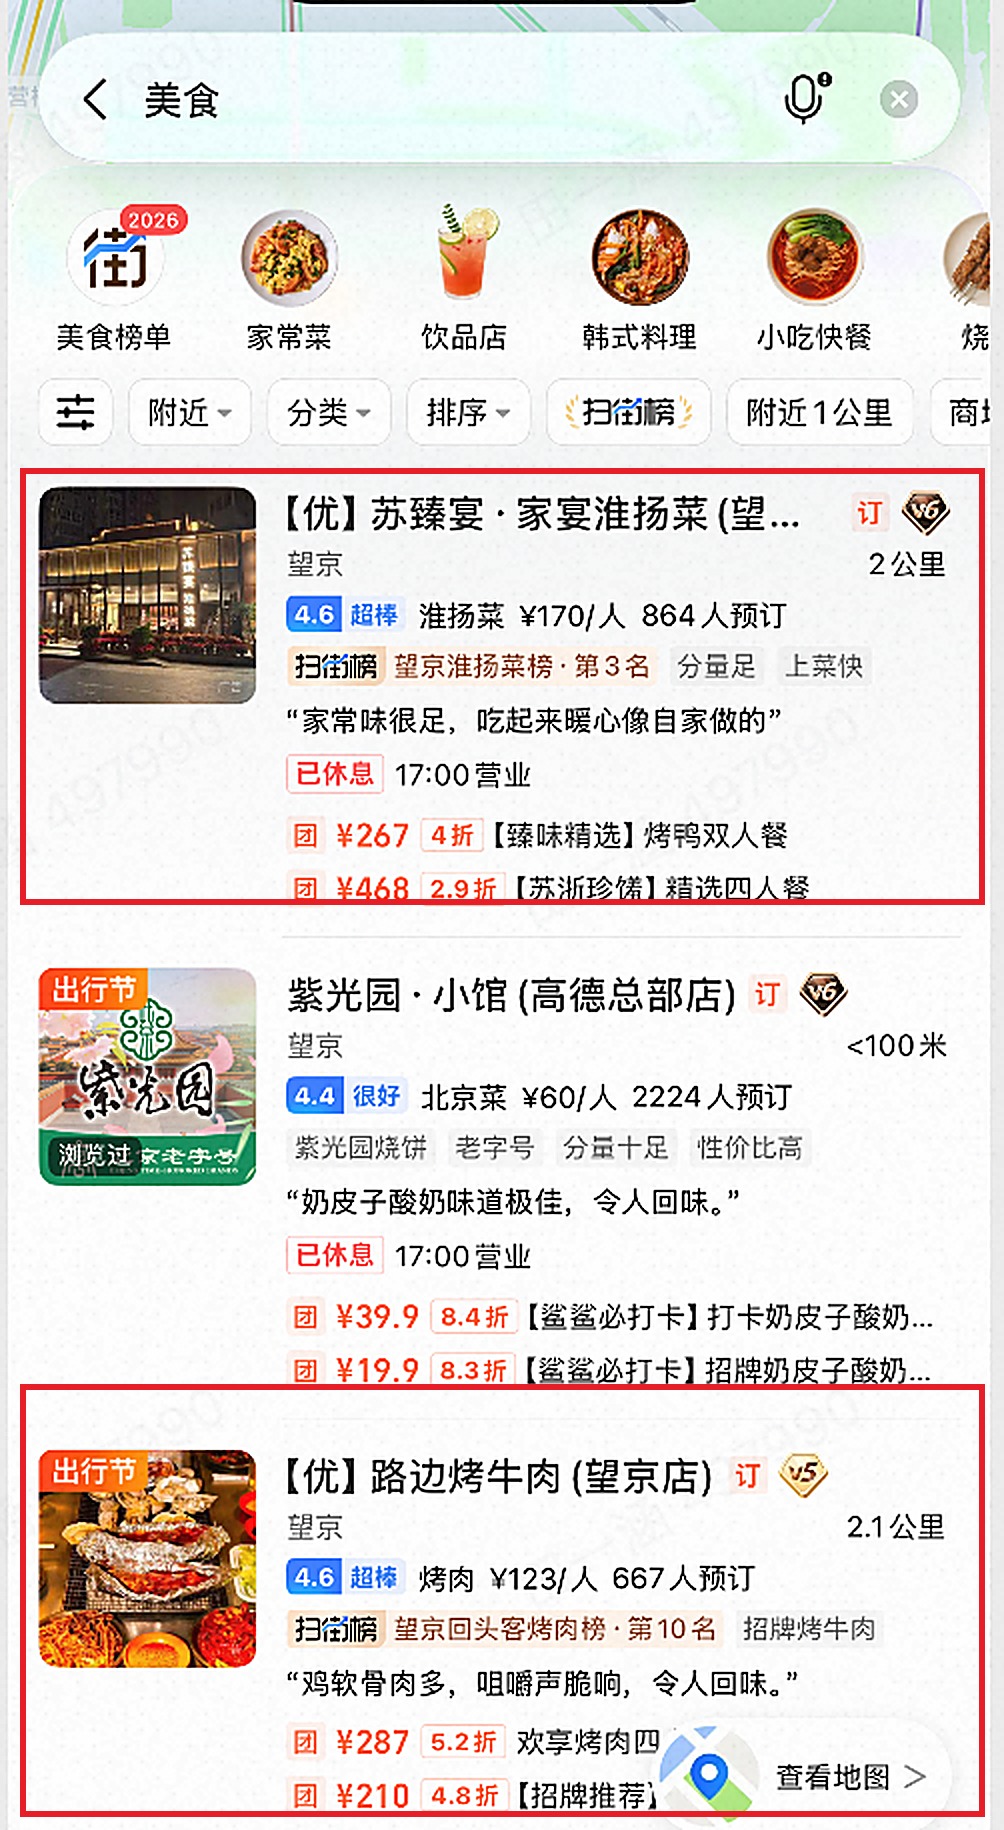 美食
2026
美食榜单
家常菜
饮品店
韩式料理
小吃快餐
烧
附近
分类
排序
扫街榜
附近1公里
【优】苏臻宴·家宴淮扬菜(望...
订
V6
望京
2公里
4.6 超棒 淮扬菜 ¥170/人 864人预订
扫街榜 望京淮扬菜榜·第3名 分量足 上菜快
“家常味很足，吃起来暖心像自家做的”
已休息 17:00营业
团 ¥267 4折【臻味精选】烤鸭双人餐
团 ¥468 2.9折【苏浙珍馐】精选四人餐
出行节
紫光园
浏览过
京老字号
紫光园·小馆(高德总部店) 订 V6
望京
<100米
4.4 很好 北京菜 ¥60/人 2224人预订
紫光园烧饼 老字号 分量十足 性价比高
“奶皮子酸奶味道极佳，令人回味。”
已休息 17:00营业
团 ¥39.9 8.4折【鲨鲨必打卡】打卡奶皮子酸奶...
团 ¥19.9 8.3折【鲨鲨必打卡】招牌奶皮子酸奶...
出行节
【优】路边烤牛肉(望京店) 订 V5
望京
2.1公里
4.6 超棒 烤肉 ¥123/人 667人预订
扫街榜 望京回头客烤肉榜·第10名 招牌烤牛肉
“鸡软骨肉多，咀嚼声脆响，令人回味。”
团 ¥287 5.2折 欢享烤肉四
团 ¥210 4.8折【招牌推荐】
查看地图 >